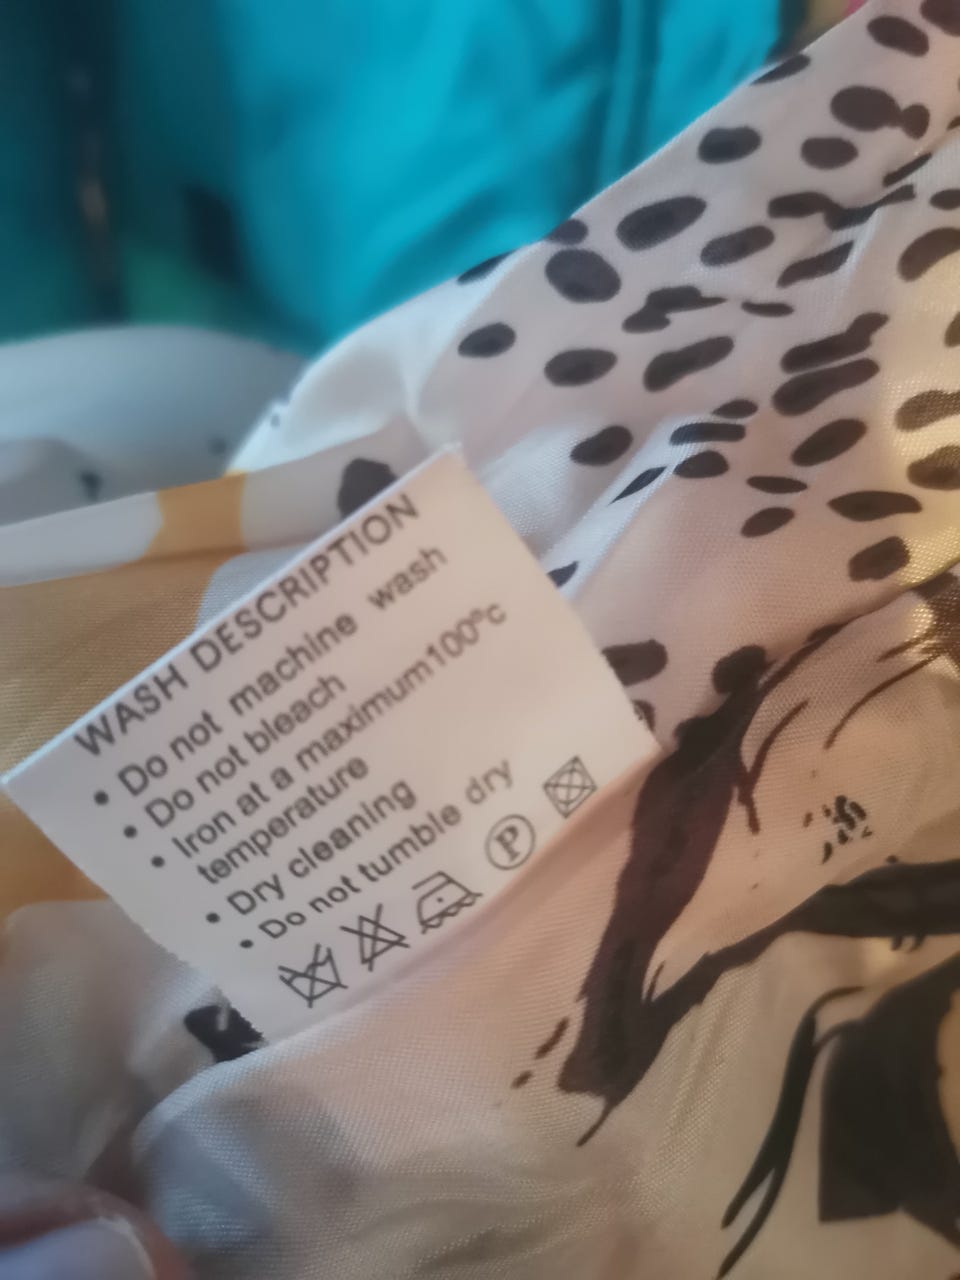 WASH DESCRIPTION
• Do not machine wash
• Do not bleach
• Iron at a maximum100°c
temperature
• Dry cleaning
• Do not tumble dry
P